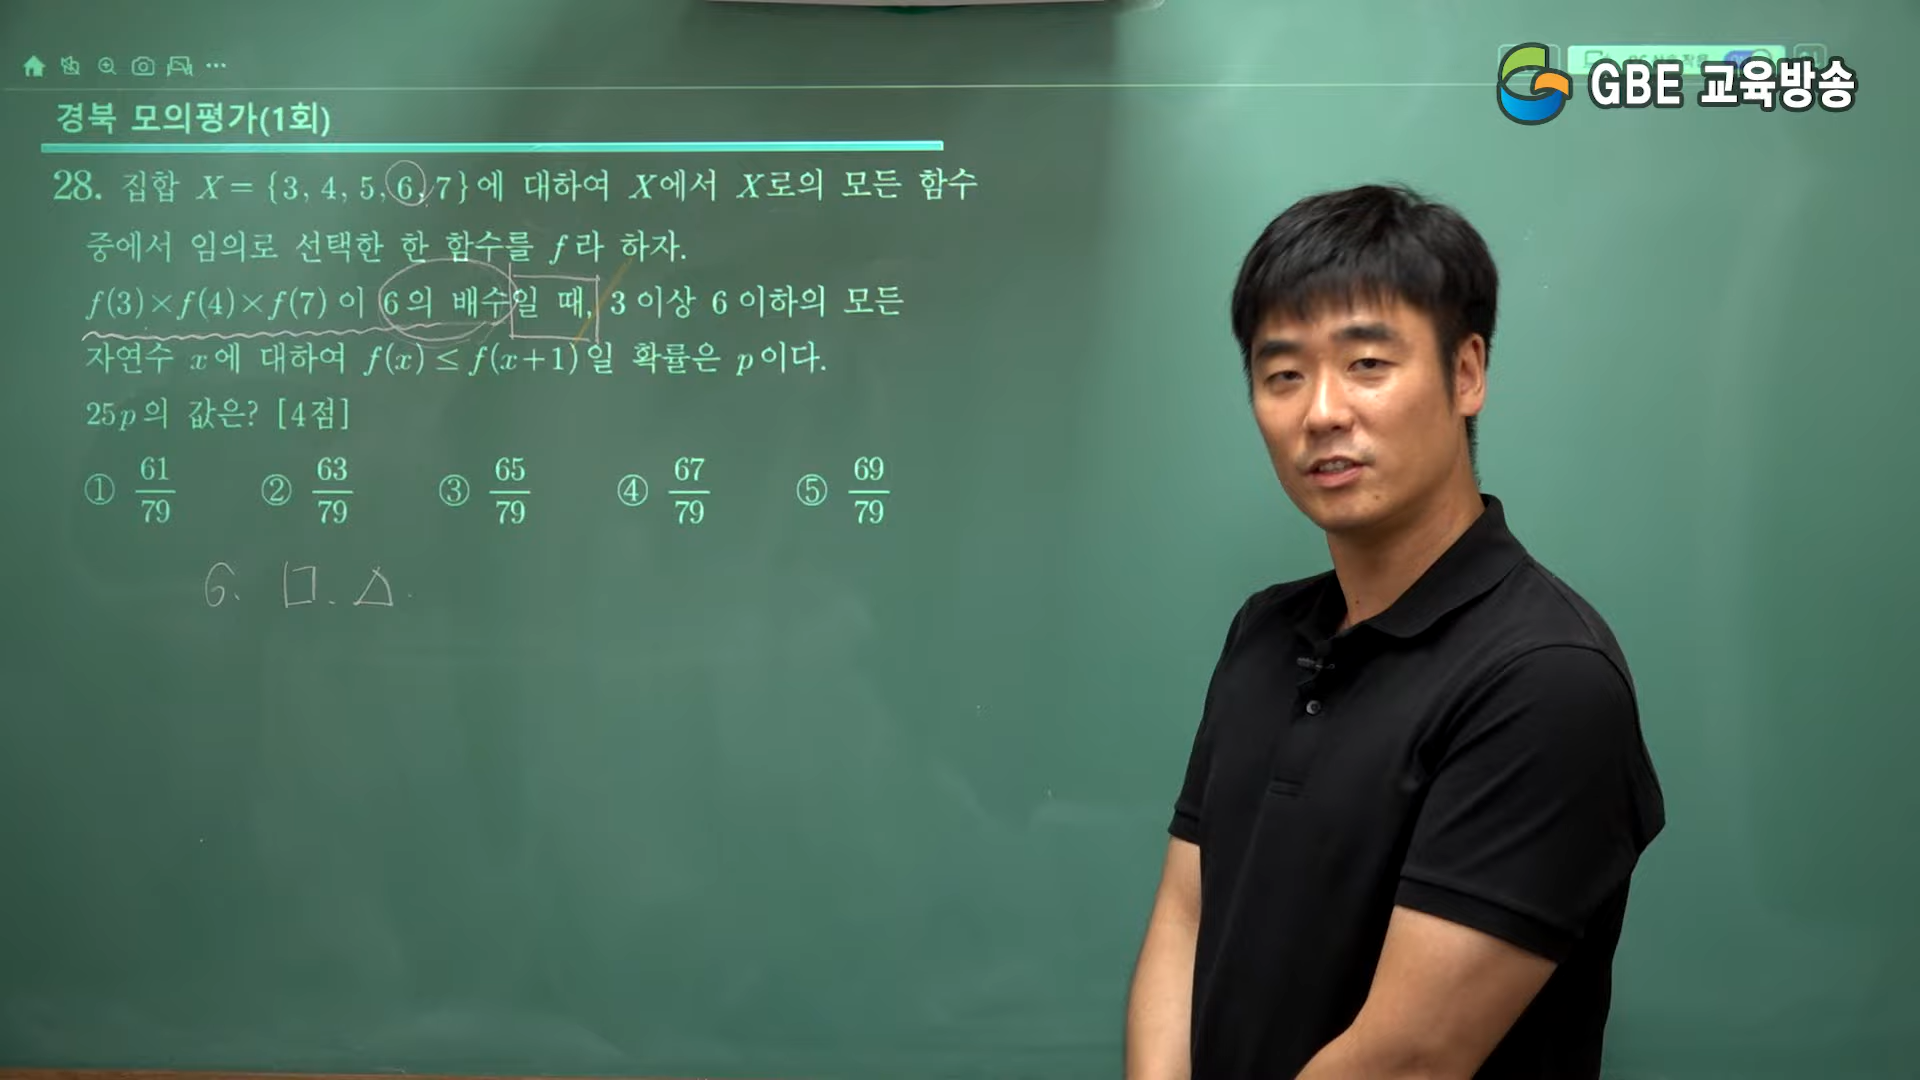 GBE 교육방송
경북 모의평가(1회)
28. 집합 X = {3, 4, 5, 6, 7}에 대하여 X에서 X로의 모든 함수
중에서 임의로 선택한 한 함수를 f라 하자.
f(3)×f(4)×f(7)이 6의 배수일 때, 3 이상 6 이하의 모든
자연수 x에 대하여 f(x) ≤ f(x+1)일 확률은 p이다.
25p의 값은? [4점]
① 61/79 ② 63/79 ③ 65/79 ④ 67/79 ⑤ 69/79
6. □. △.